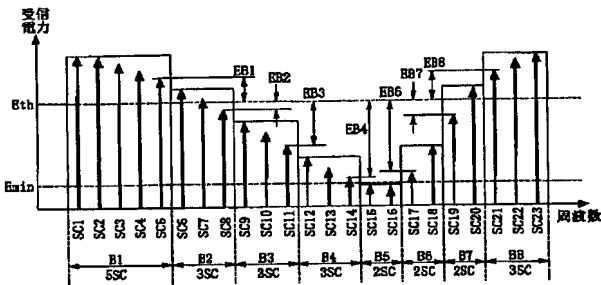 受信
電力
EB1
EB2
EB3
EB4
EB6
EB7
EB8
Eth
Emin
SC1 SC2 SC3 SC4 SC5 SC6 SC7 SC8 SC9 SC10 SC11 SC12 SC13 SC14 SC15 SC16 SC17 SC18 SC19 SC20 SC21 SC22 SC23
周波数
B1 B2 B3 B4 B5 B6 B7 B8
5SC 3SC 2SC 3SC 2SC 2SC 2SC 3SC